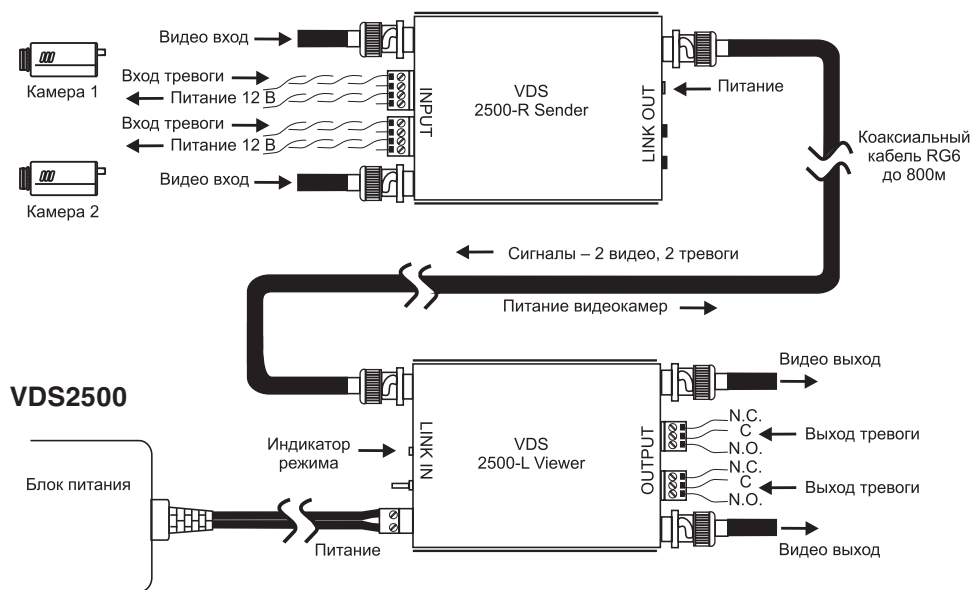 Видео вход
Вход тревоги
Питание 12 В
Вход тревоги
Питание 12 В
Видео вход
Камера 1
Камера 2
INPUT
VDS
2500-R Sender
LINK OUT
Питание
Коаксиальный
кабель RG6
до 800м
Сигналы – 2 видео, 2 тревоги
Питание видеокамер
VDS2500
Блок питания
Индикатор
режима
Питание
LINK IN
VDS
2500-L Viewer
OUTPUT
Видео выход
N.C.
C
N.O.
Выход тревоги
N.C.
C
N.O.
Выход тревоги
Видео выход